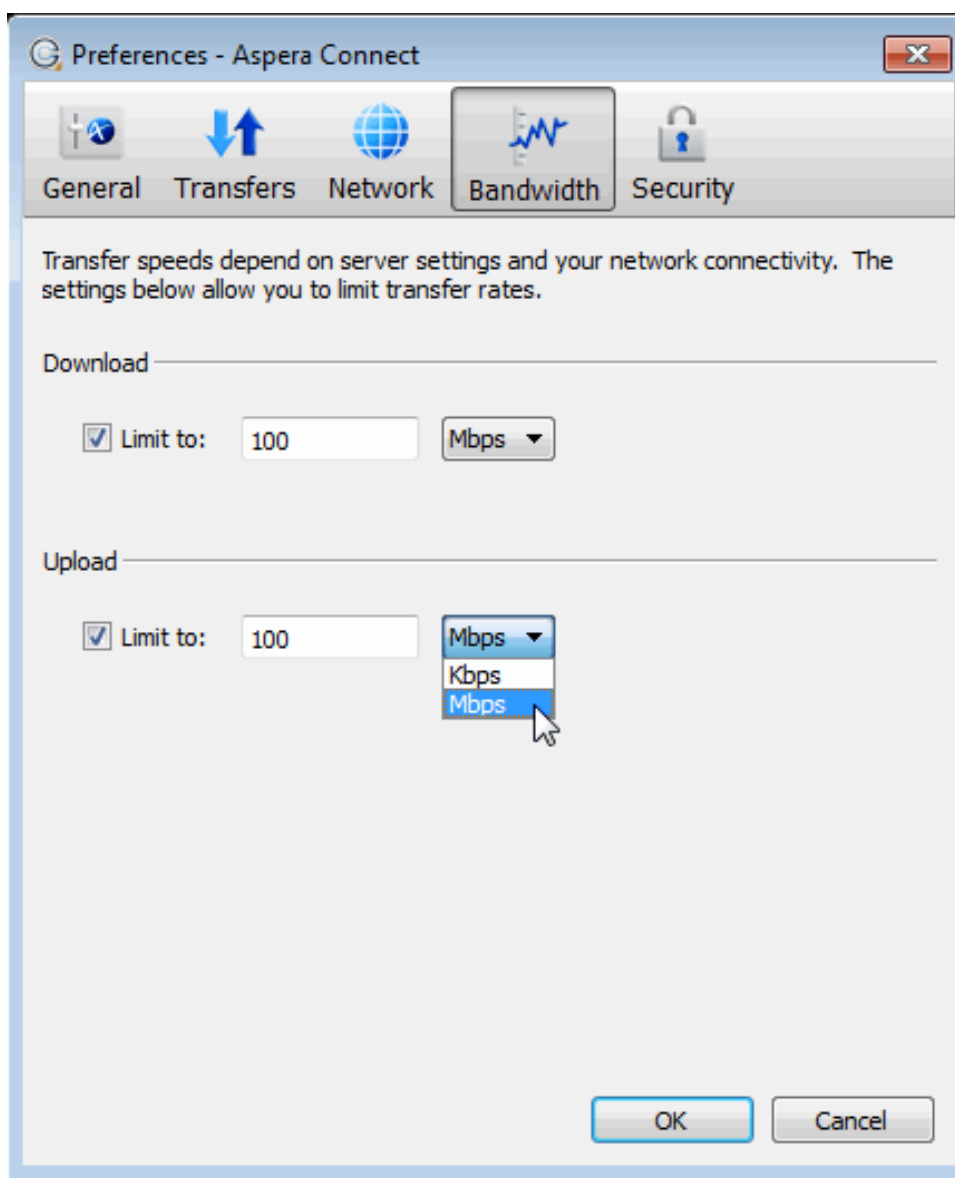 Preferences - Aspera Connect
General Transfers Network Bandwidth Security
Transfer speeds depend on server settings and your network connectivity. The
settings below allow you to limit transfer rates.
Download
Limit to: 100 Mbps
Upload
Limit to: 100 Mbps
Kbps
Mbps
OK Cancel